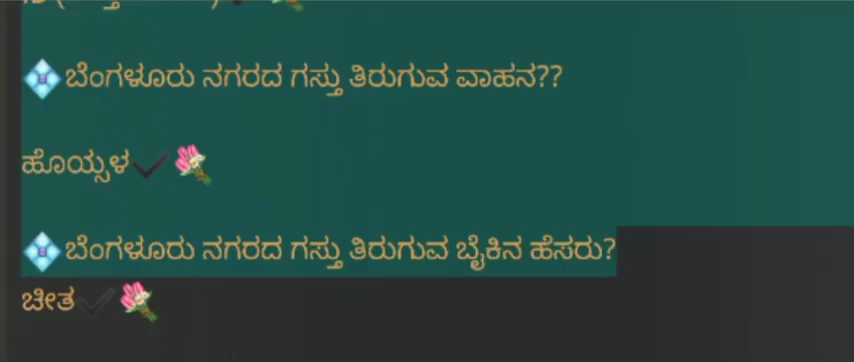 💠ಬೆಂಗಳೂರು ನಗರದ ಗಸ್ತು ತಿರುಗುವ ವಾಹನ??
ಹೊಯ್ಸಳ✔️💐
💠ಬೆಂಗಳೂರು ನಗರದ ಗಸ್ತು ತಿರುಗುವ ಬೈಕಿನ ಹೆಸರು?
ಚೀತ✔️💐